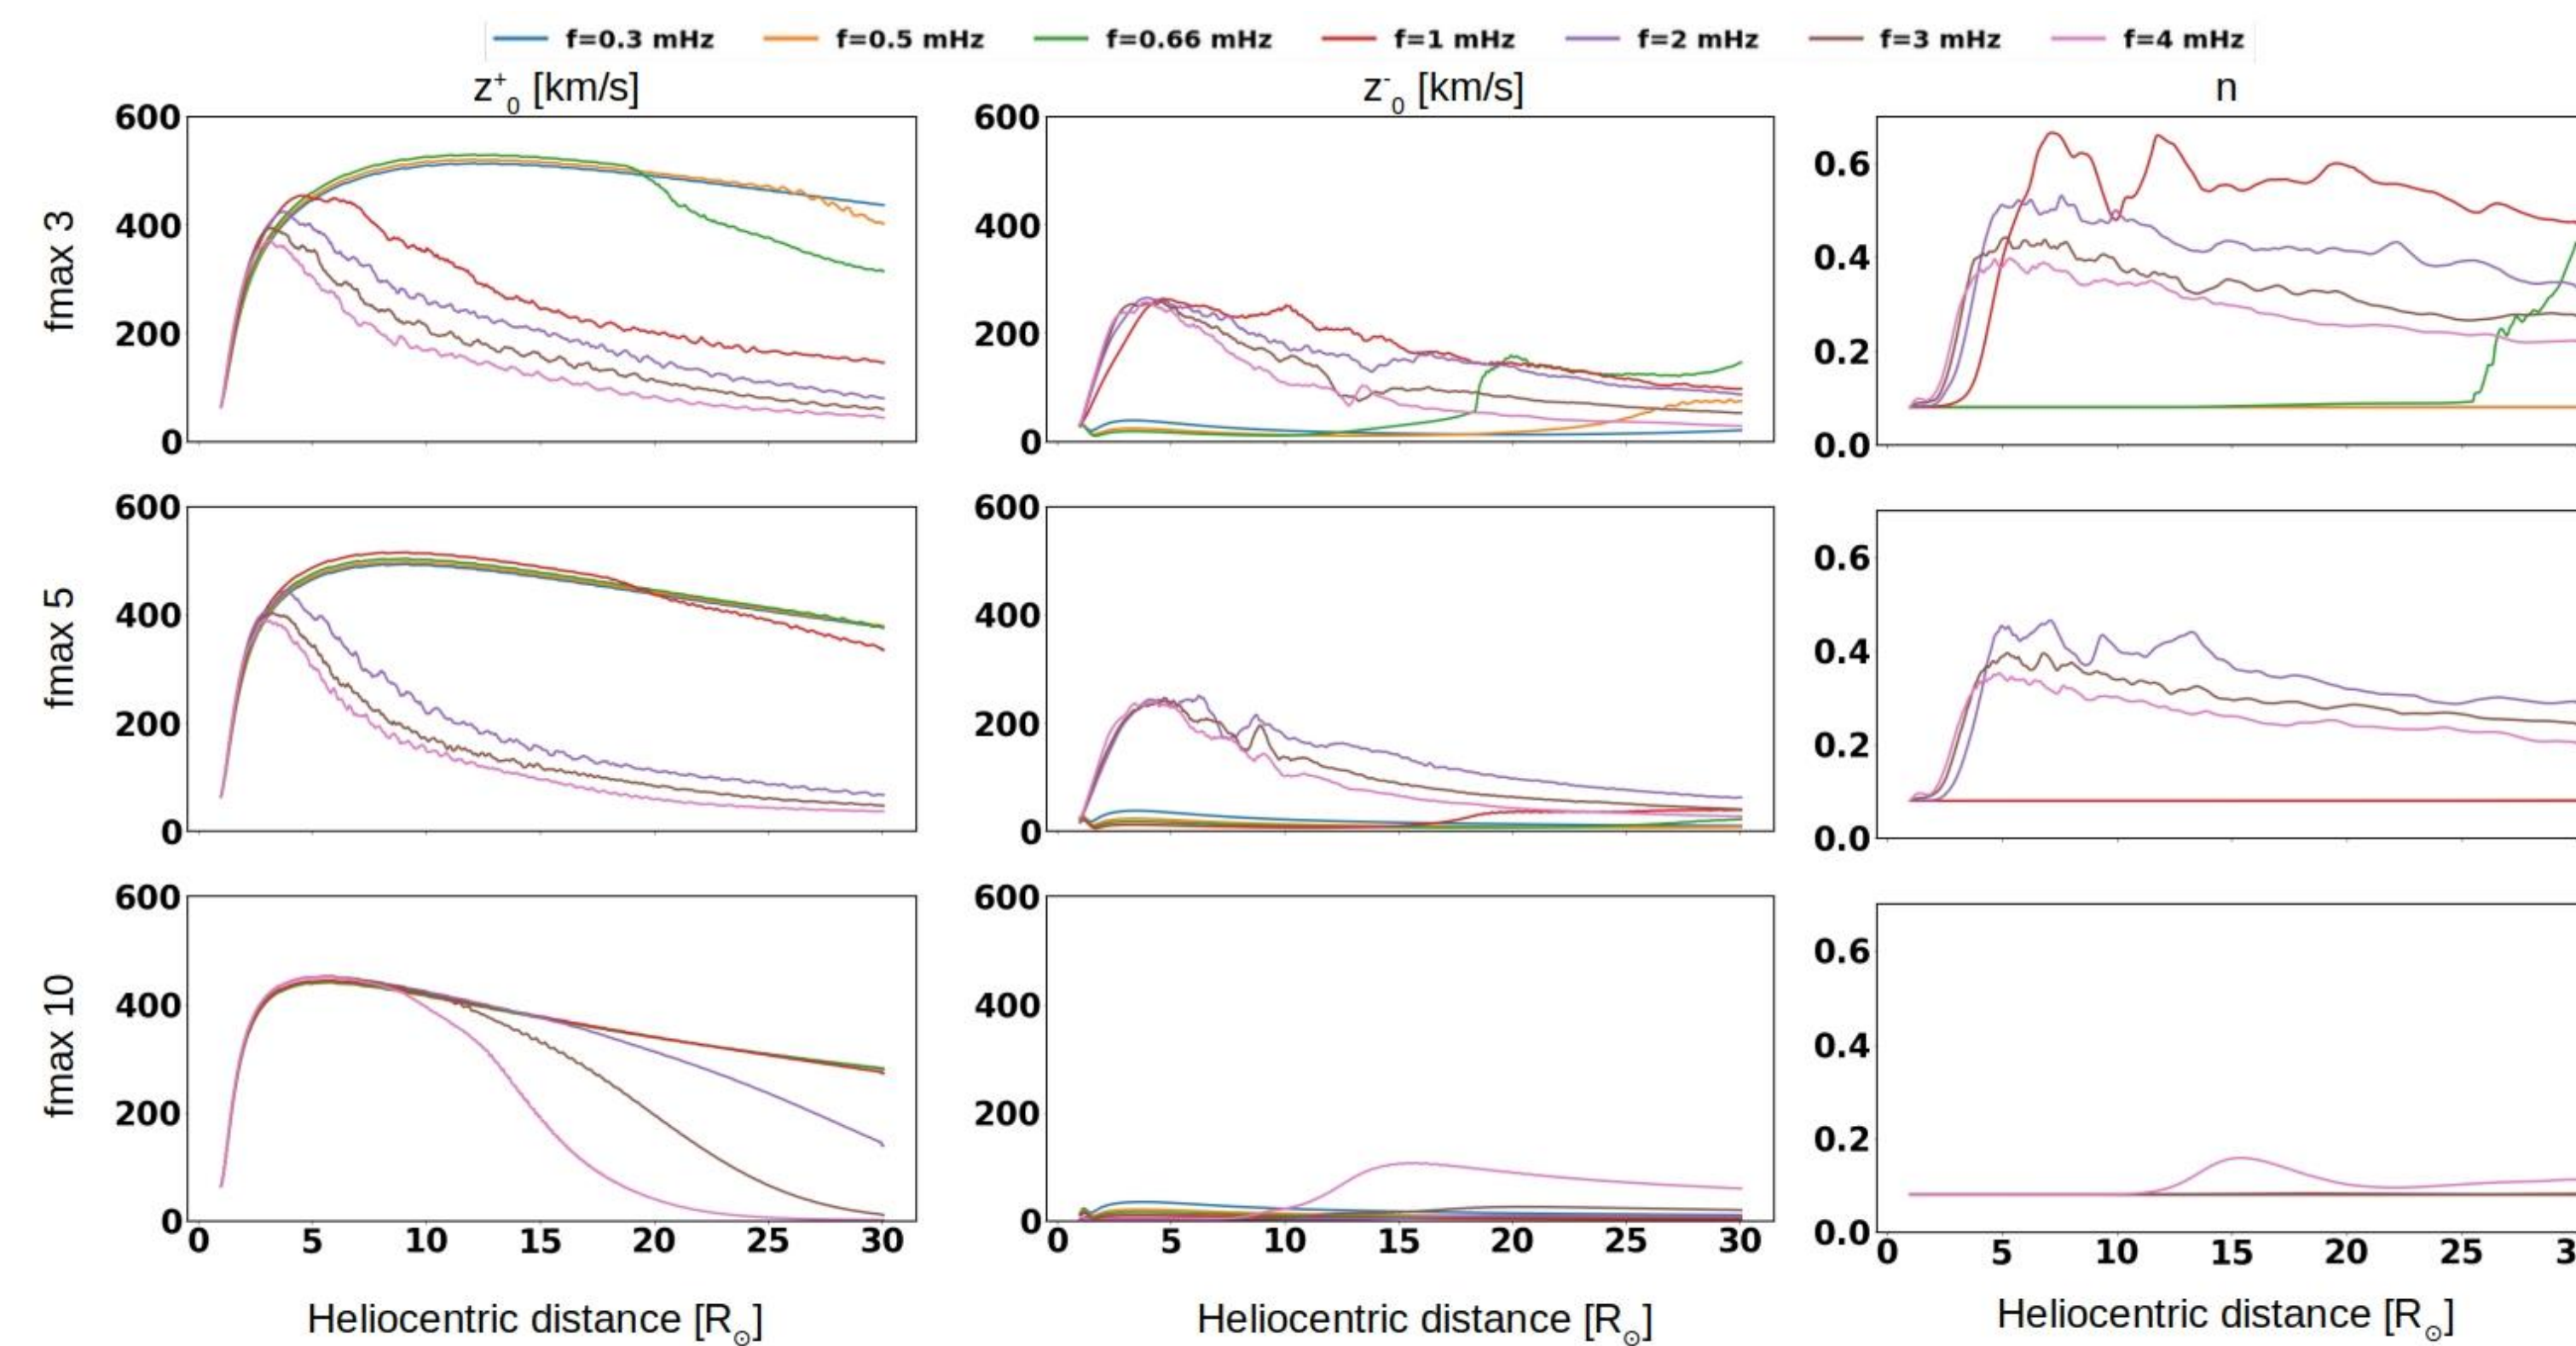 f=0.3 mHz f=0.5 mHz f=0.66 mHz f=1 mHz f=2 mHz f=3 mHz f=4 mHz
z⁺₀ [km/s] z⁻₀ [km/s] n
fmax 3
600 400 200 0
600 400 200 0
0.6 0.4 0.2 0.0
fmax 5
600 400 200 0
600 400 200 0
0.6 0.4 0.2 0.0
fmax 10
600 400 200 0
600 400 200 0
0.6 0.4 0.2 0.0
0 5 10 15 20 25 30
0 5 10 15 20 25 30
0 5 10 15 20 25 3
Heliocentric distance [R☉] Heliocentric distance [R☉] Heliocentric distance [R☉]